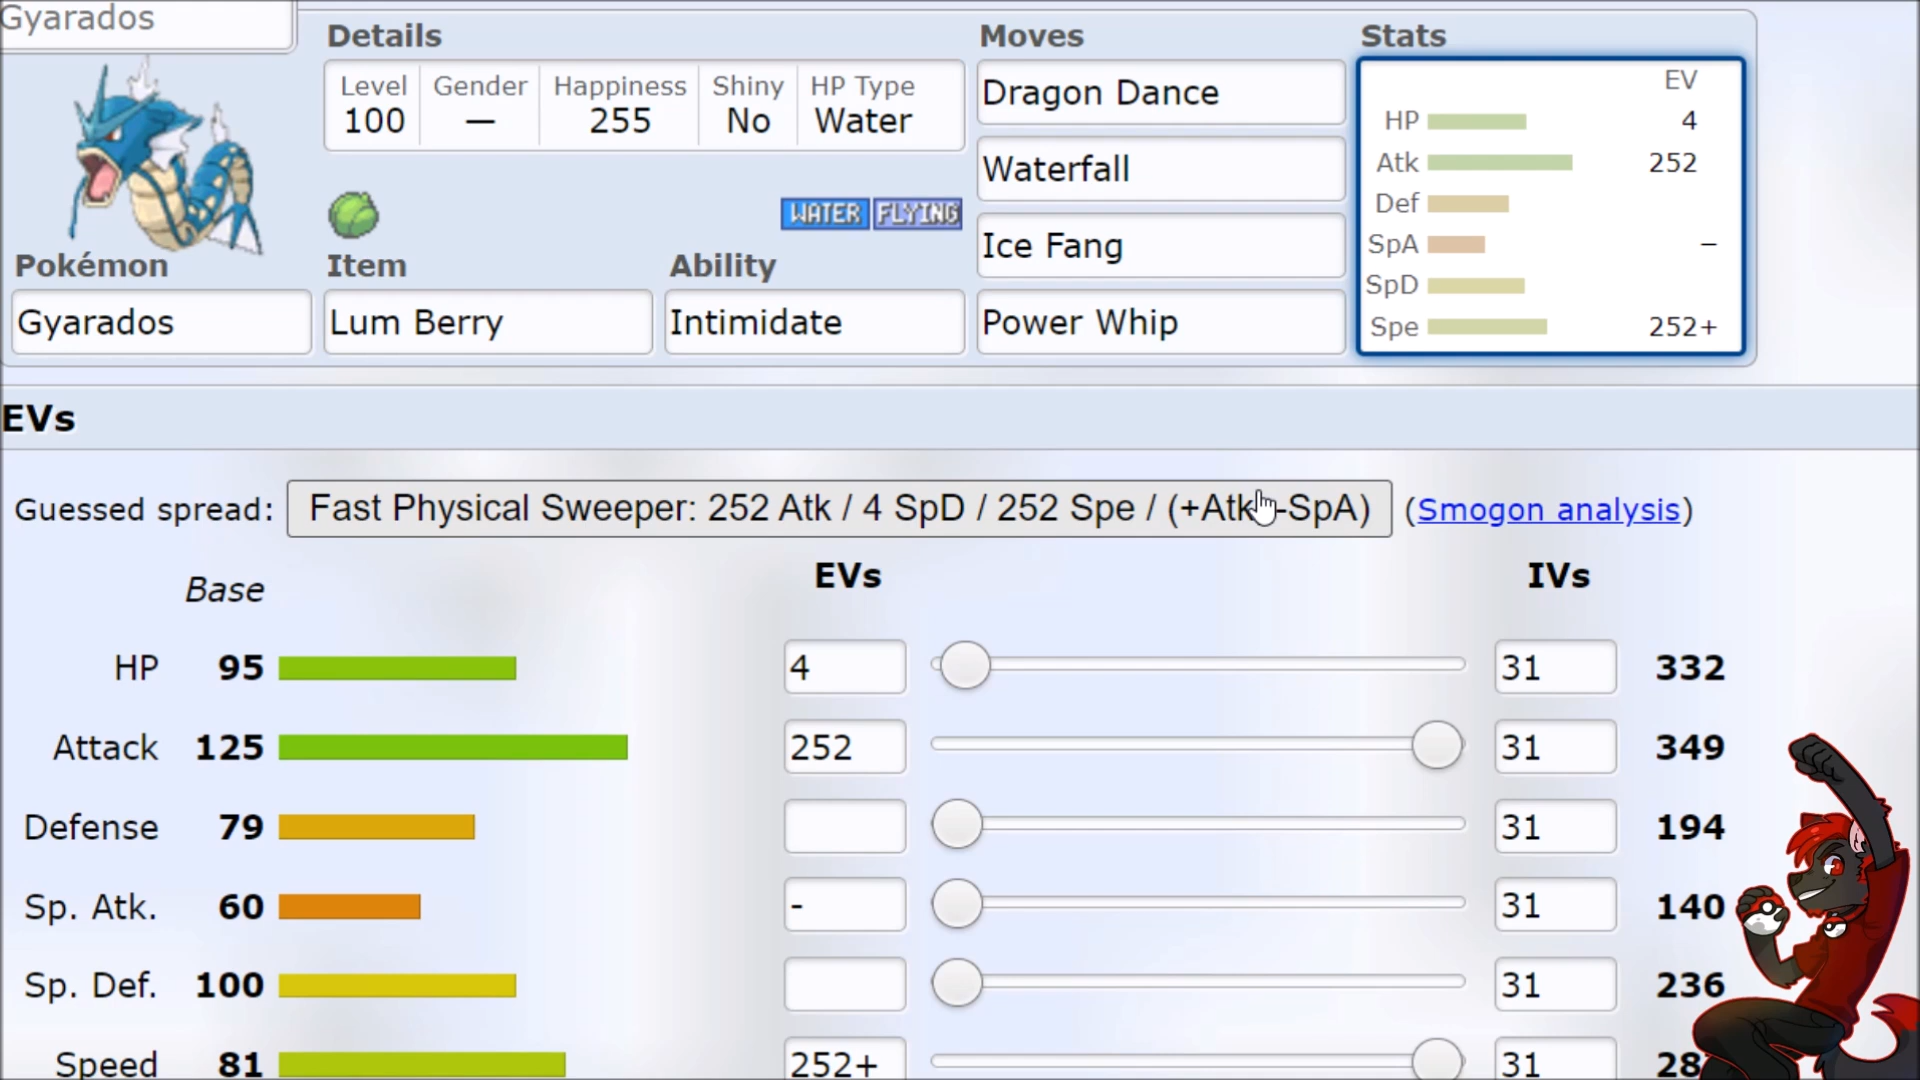 Gyarados
Details
Moves
Stats
Level
Gender
Happiness
Shiny
HP Type
100
—
255
No
Water
Dragon Dance
Waterfall
Ice Fang
Power Whip
EV
HP 4
Atk 252
Def
SpA –
SpD
Spe 252+
WATER FLYING
Pokémon
Item
Ability
Gyarados
Lum Berry
Intimidate
EVs
Guessed spread: Fast Physical Sweeper: 252 Atk / 4 SpD / 252 Spe / (+Atk -SpA) (Smogon analysis)
Base
EVs
IVs
HP 95 4 31 332
Attack 125 252 31 349
Defense 79 31 194
Sp. Atk. 60 - 31 140
Sp. Def. 100 31 236
Speed 81 252+ 31